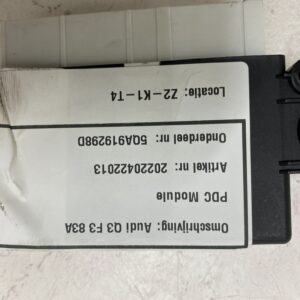 Omschrijving: Audi Q3 F3 83A
PDC Module
Artikel nr: 20220422013
Onderdeel nr: 5QA919298D
Locatie: Z2-K1-T4